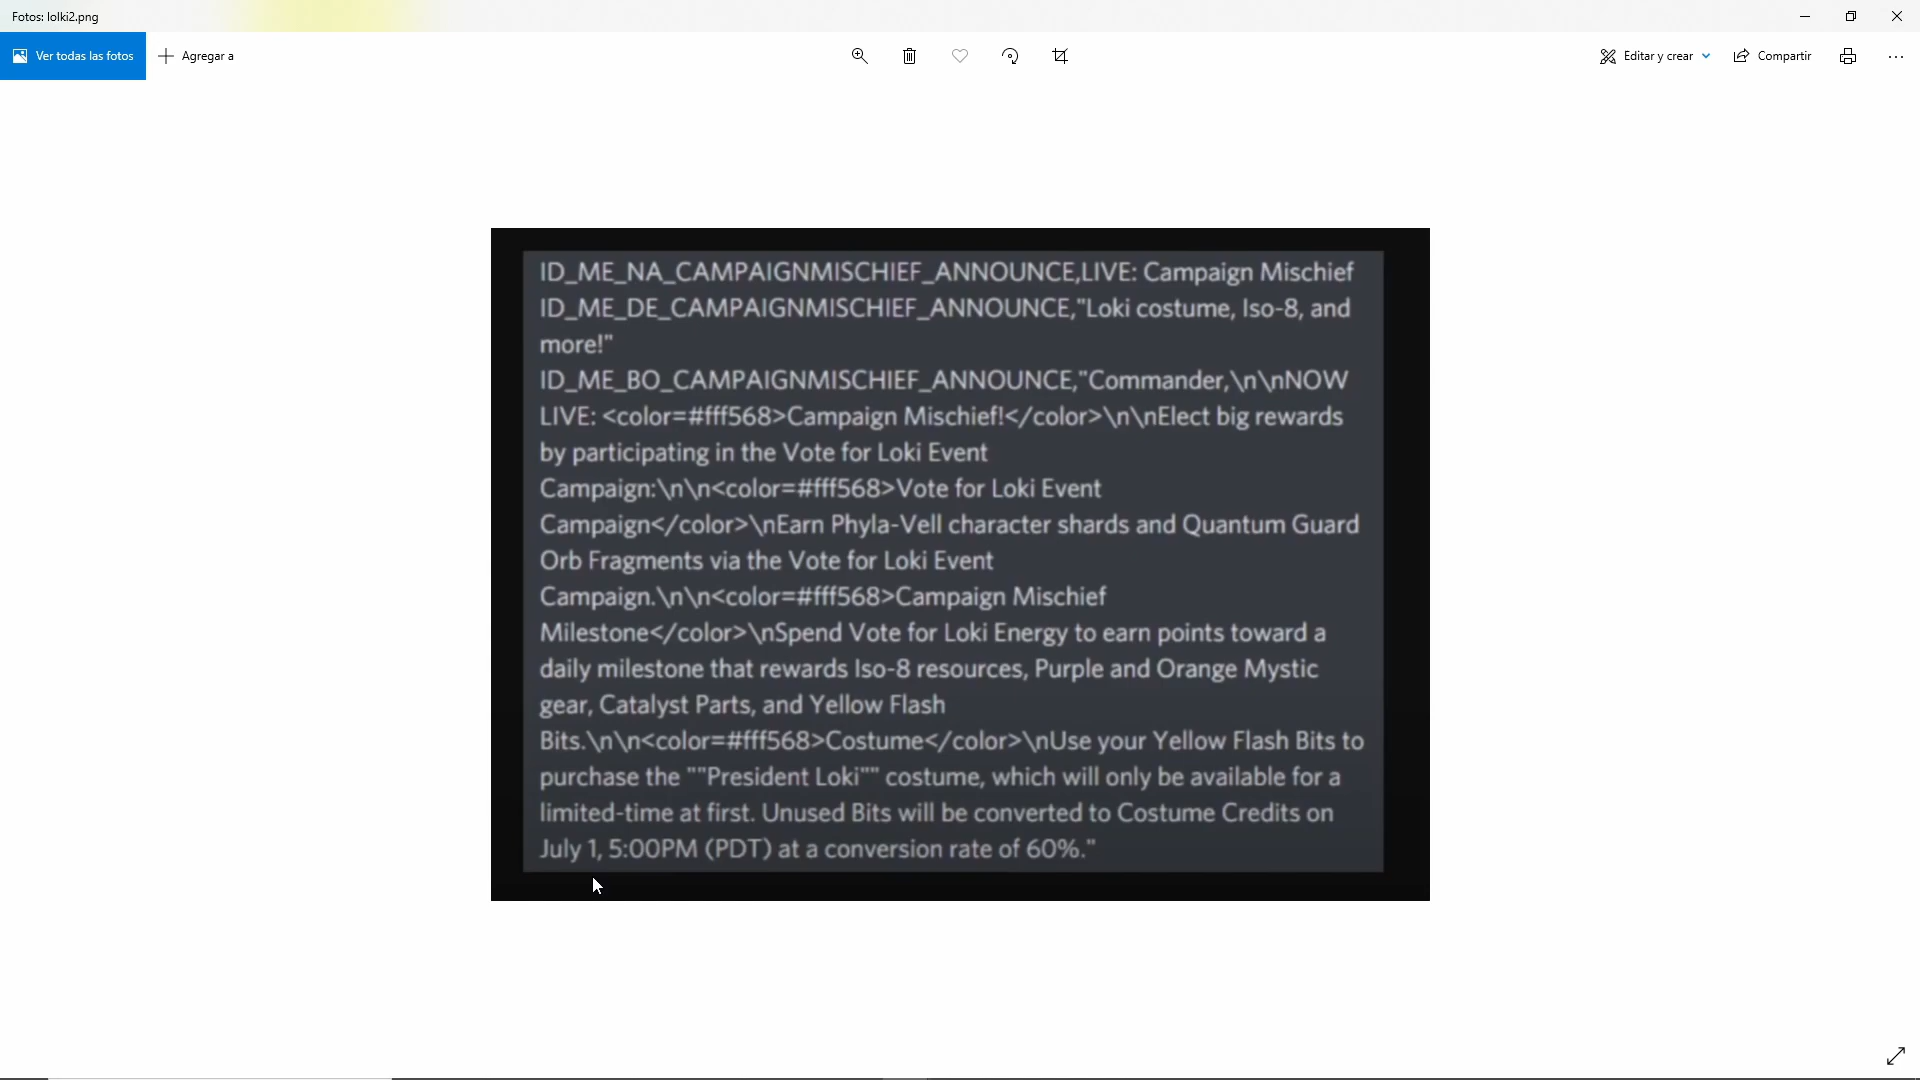 Fotos: lolki2.png
Ver todas las fotos
Agregar a
Editar y crear
Compartir
ID_ME_NA_CAMPAIGNMISCHIEF_ANNOUNCE,LIVE: Campaign Mischief
ID_ME_DE_CAMPAIGNMISCHIEF_ANNOUNCE,"Loki costume, Iso-8, and
more!"
ID_ME_BO_CAMPAIGNMISCHIEF_ANNOUNCE,"Commander,\n\nNOW
LIVE: <color=#fff568>Campaign Mischief!</color>\n\nElect big rewards
by participating in the Vote for Loki Event
Campaign:\n\n<color=#fff568>Vote for Loki Event
Campaign</color>\nEarn Phyla-Vell character shards and Quantum Guard
Orb Fragments via the Vote for Loki Event
Campaign.\n\n<color=#fff568>Campaign Mischief
Milestone</color>\nSpend Vote for Loki Energy to earn points toward a
daily milestone that rewards Iso-8 resources, Purple and Orange Mystic
gear, Catalyst Parts, and Yellow Flash
Bits.\n\n<color=#fff568>Costume</color>\nUse your Yellow Flash Bits to
purchase the ""President Loki"" costume, which will only be available for a
limited-time at first. Unused Bits will be converted to Costume Credits on
July 1, 5:00PM (PDT) at a conversion rate of 60%."